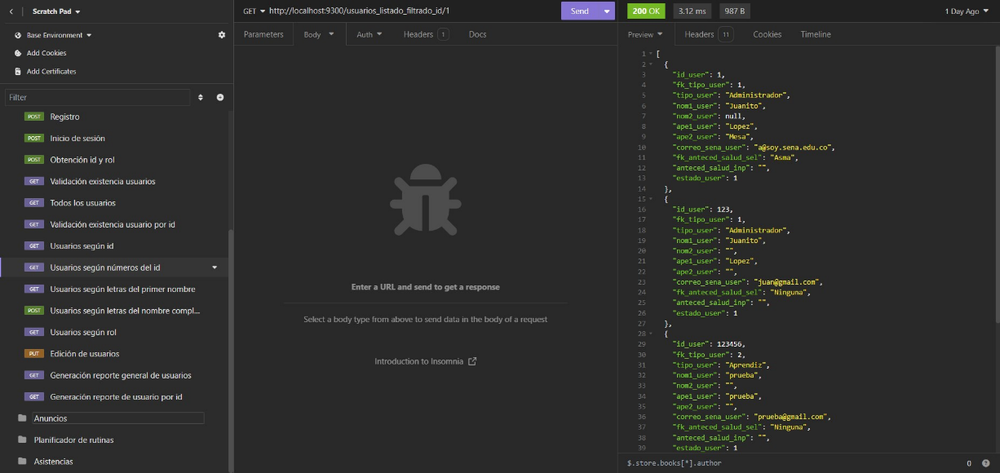 Scratch Pad
Base Environment
Add Cookies
Add Certificates
Filter
POST Registro
POST Inicio de sesión
POST Obtención id y rol
GET Validación existencia usuarios
GET Todos los usuarios
GET Validación existencia usuario por id
GET Usuarios según id
GET Usuarios según números del id
GET Usuarios según letras del primer nombre
POST Usuarios según letras del nombre compl...
GET Usuarios según rol
PUT Edición de usuarios
GET Generación reporte general de usuarios
GET Generación reporte de usuario por id
Anuncios
Planificador de rutinas
Asistencias
GET http://localhost:9300/usuarios_listado_filtrado_id/1 Send
Parameters Body Auth Headers 1 Docs
Enter a URL and send to get a response
Select a body type from above to send data in the body of a request
Introduction to Insomnia
200 OK 3.12 ms 987 B 1 Day Ago
Preview Headers 11 Cookies Timeline
1 [
2 {
3 "id_user": 1,
4 "fk_tipo_user": 1,
5 "tipo_user": "Administrador",
6 "nom1_user": "Juanito",
7 "nom2_user": null,
8 "ape1_user": "Lopez",
9 "ape2_user": "Mesa",
10 "correo_sena_user": "a@soy.sena.edu.co",
11 "fk_anteced_salud_sel": "Asma",
12 "anteced_salud_inp": "",
13 "estado_user": 1
14 },
15 {
16 "id_user": 123,
17 "fk_tipo_user": 1,
18 "tipo_user": "Administrador",
19 "nom1_user": "Juanito",
20 "nom2_user": "",
21 "ape1_user": "Lopez",
22 "ape2_user": "",
23 "correo_sena_user": "juan@gmail.com",
24 "fk_anteced_salud_sel": "Ninguna",
25 "anteced_salud_inp": "",
26 "estado_user": 1
27 },
28 {
29 "id_user": 123456,
30 "fk_tipo_user": 2,
31 "tipo_user": "Aprendiz",
32 "nom1_user": "prueba",
33 "nom2_user": "",
34 "ape1_user": "prueba",
35 "ape2_user": "",
36 "correo_sena_user": "prueba@gmail.com",
37 "fk_anteced_salud_sel": "Ninguna",
38 "anteced_salud_inp": "",
39 "estado_user": 1
$.store.books[*].author 0 ?